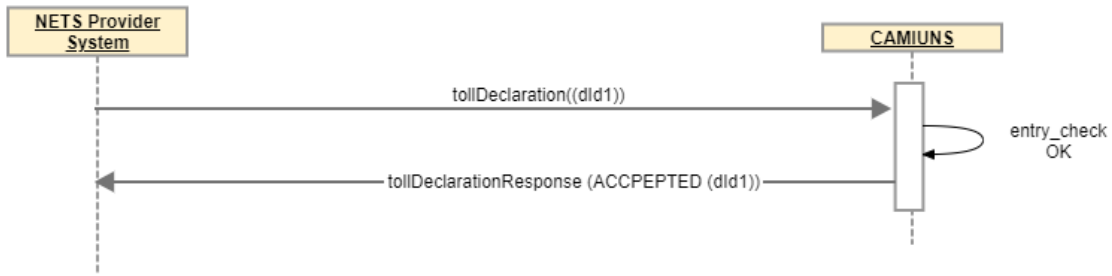 NETS Provider
System
CAMIUNS
tollDeclaration((dId1))
entry_check
OK
tollDeclarationResponse (ACCPEPTED (dId1))